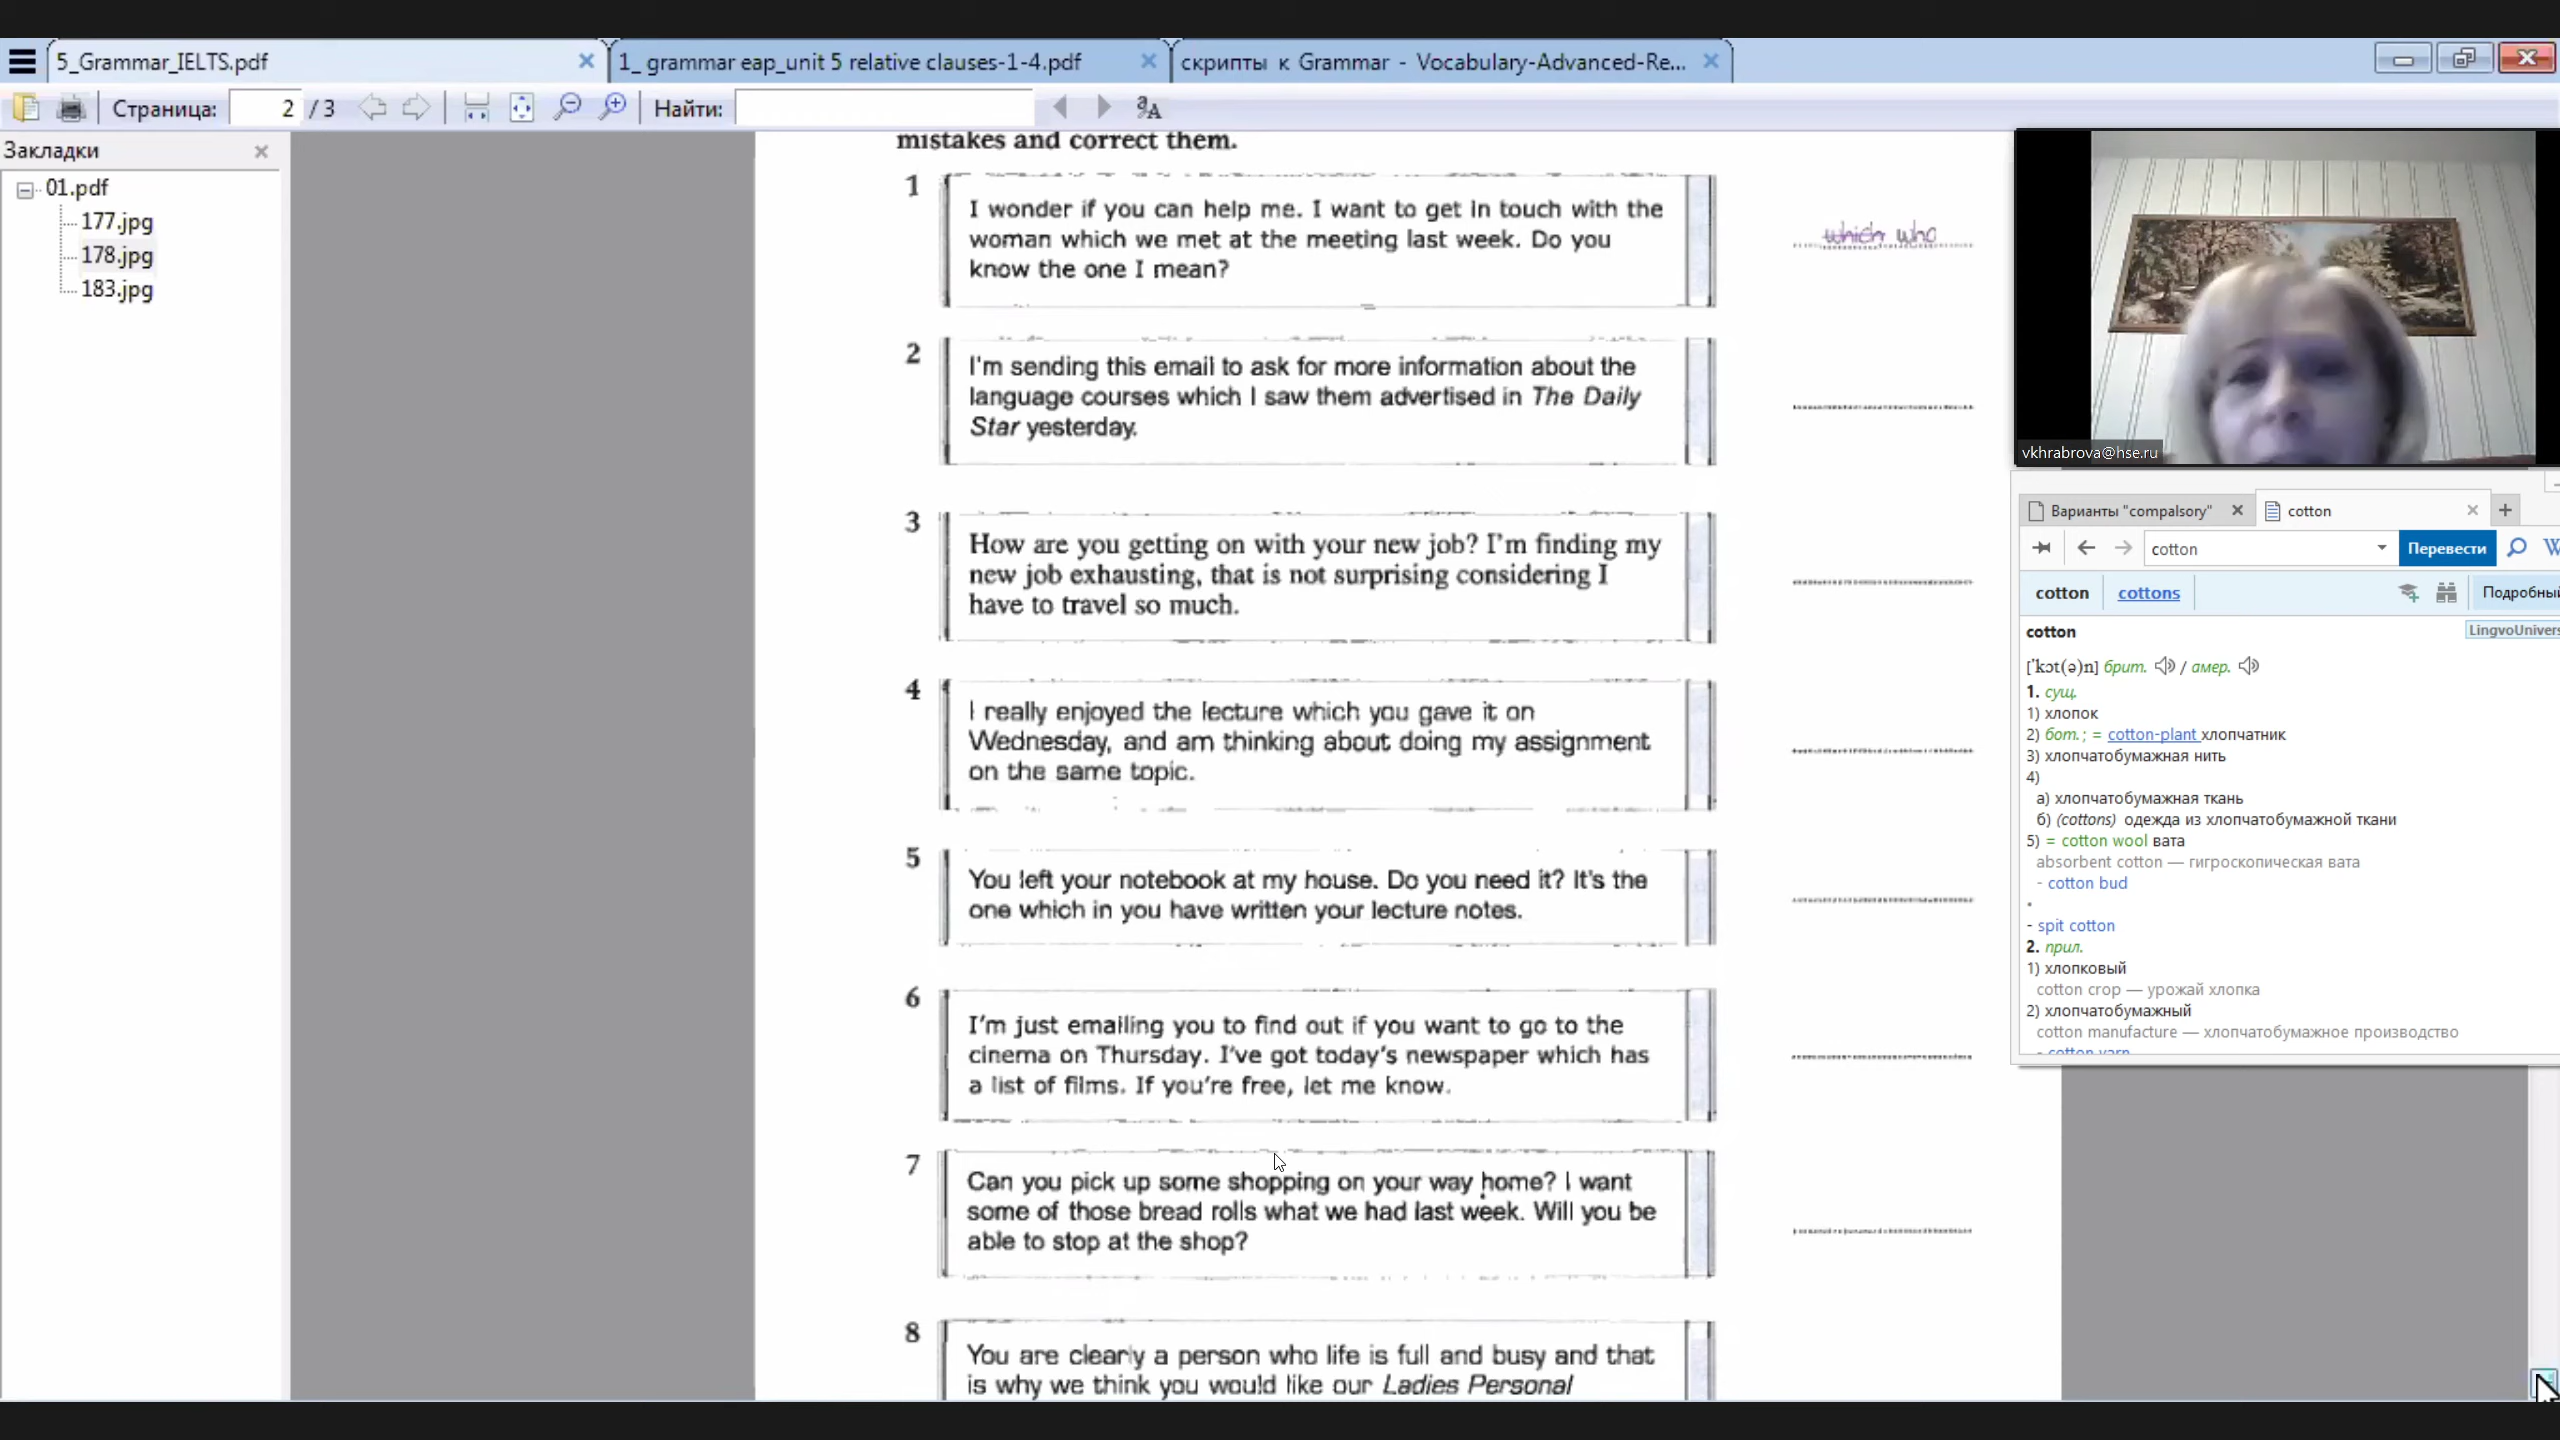 5_Grammar_IELTS.pdf
1_ grammar eap_unit 5 relative clauses-1-4.pdf
скрипты к Grammar - Vocabulary-Advanced-Re...
Страница: 2 / 3
Найти:
Закладки
01.pdf
177.jpg
178.jpg
183.jpg
mistakes and correct them.
1
I wonder if you can help me. I want to get in touch with the
woman which we met at the meeting last week. Do you
know the one I mean?
which who
2
I'm sending this email to ask for more information about the
language courses which I saw them advertised in The Daily
Star yesterday.
3
How are you getting on with your new job? I'm finding my
new job exhausting, that is not surprising considering I
have to travel so much.
4
I really enjoyed the lecture which you gave it on
Wednesday, and am thinking about doing my assignment
on the same topic.
5
You left your notebook at my house. Do you need it? It's the
one which in you have written your lecture notes.
6
I'm just emailing you to find out if you want to go to the
cinema on Thursday. I've got today's newspaper which has
a list of films. If you're free, let me know.
7
Can you pick up some shopping on your way home? I want
some of those bread rolls what we had last week. Will you be
able to stop at the shop?
8
You are clearly a person who life is full and busy and that
is why we think you would like our Ladies Personal
vkhrabrova@hse.ru
Варианты "compalsory"
cotton
cotton
Перевести
cotton
cottons
Подробный
cotton
LingvoUnivers
['kɔt(ə)n] брит. / амер.
1. сущ.
1) хлопок
2) бот.; = cotton-plant хлопчатник
3) хлопчатобумажная нить
4)
а) хлопчатобумажная ткань
б) (cottons) одежда из хлопчатобумажной ткани
5) = cotton wool вата
absorbent cotton — гигроскопическая вата
- cotton bud
•
- spit cotton
2. прил.
1) хлопковый
cotton crop — урожай хлопка
2) хлопчатобумажный
cotton manufacture — хлопчатобумажное производство
- cotton yarn